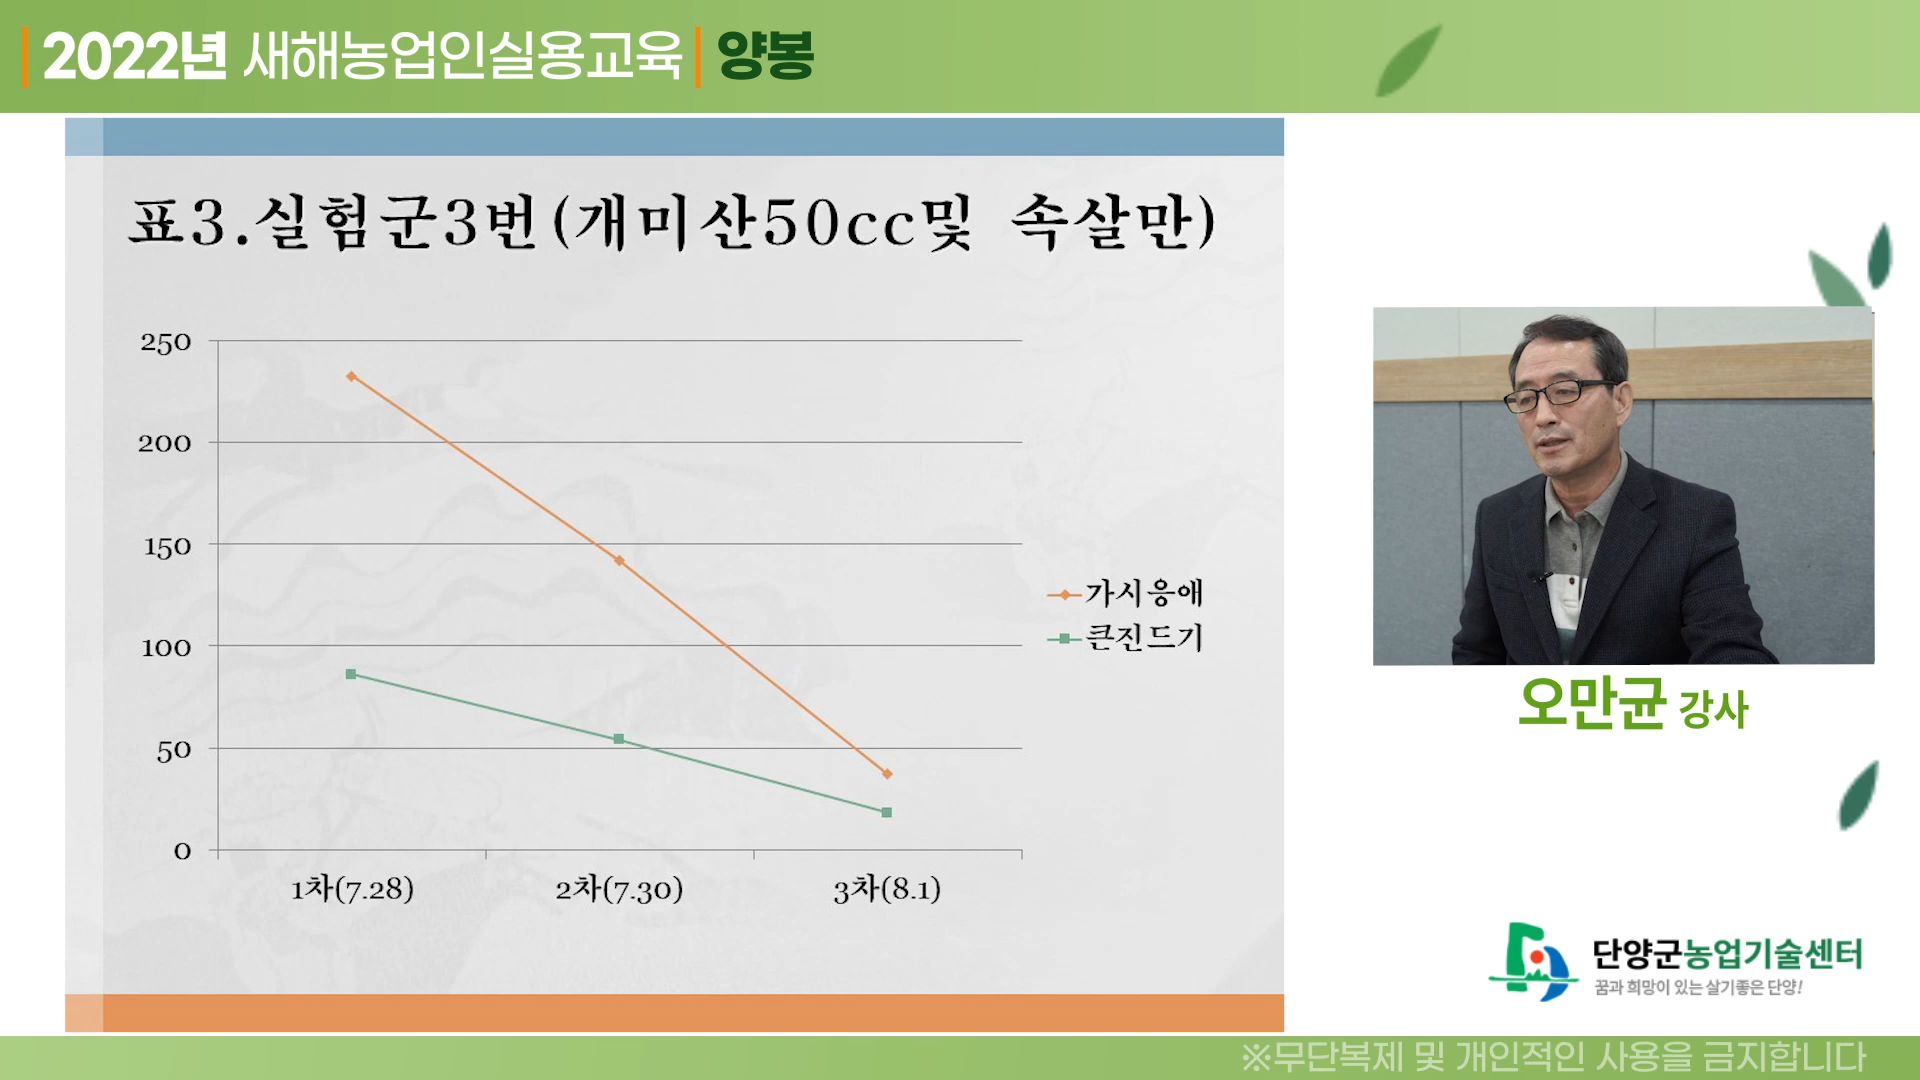 2022년 새해농업인실용교육 양봉
표3.실험군3번(개미산50cc및 속살만)
250
200
150
100
50
0
1차(7.28) 2차(7.30) 3차(8.1)
가시응애
큰진드기
오만균 강사
단양군농업기술센터
꿈과 희망이 있는 살기좋은 단양!
※무단복제 및 개인적인 사용을 금지합니다